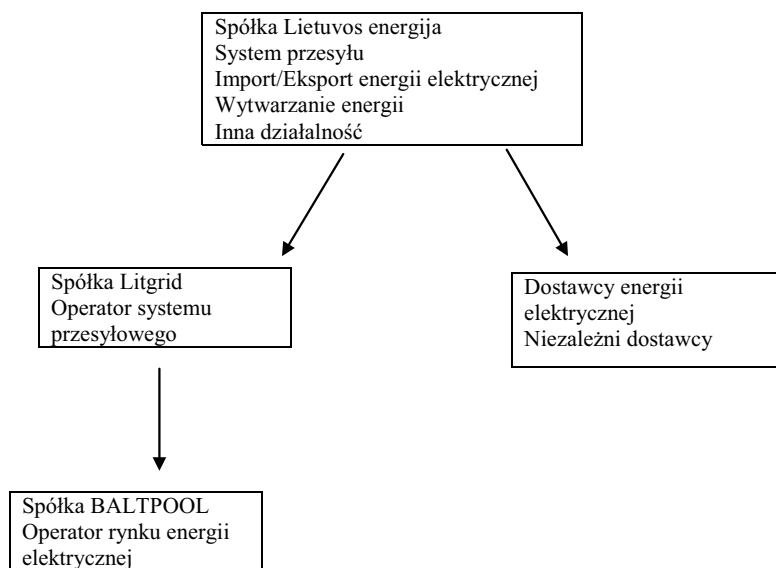 Spółka Lietuvos energija
System przesyłu
Import/Eksport energii elektrycznej
Wytwarzanie energii
Inna działalność
Spółka Litgrid
Operator systemu
przesyłowego
Dostawcy energii
elektrycznej
Niezależni dostawcy
Spółka BALTPOOL
Operator rynku energii
elektrycznej